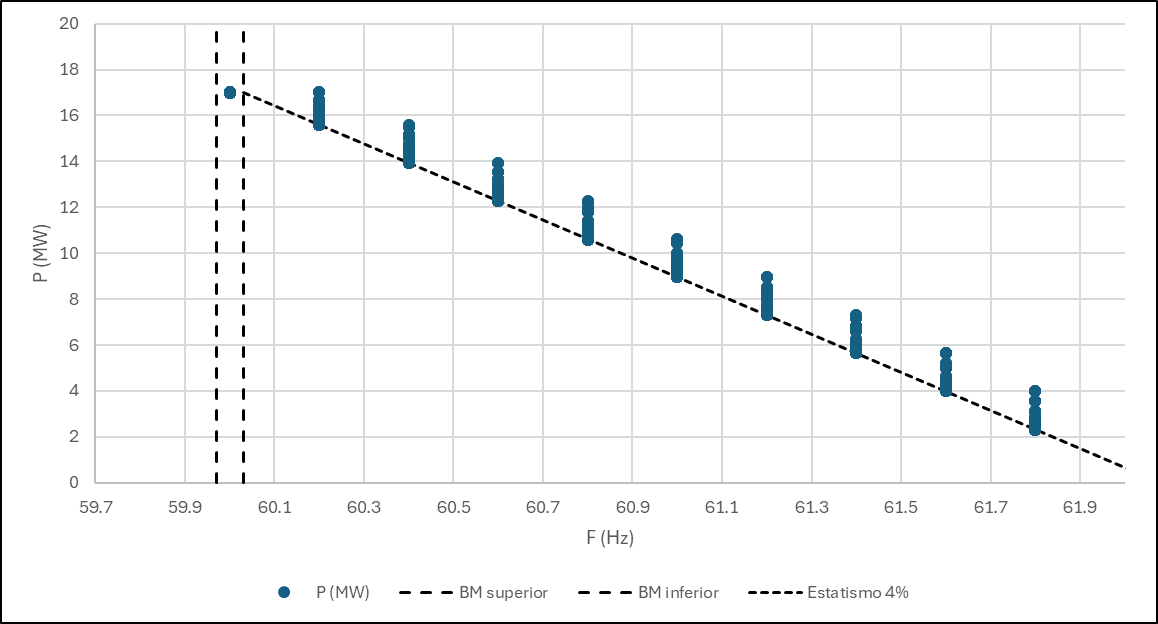 20
18
16
14
12
10
8
6
4
2
0
P (MW)
59.7 59.9 60.1 60.3 60.5 60.7 60.9 61.1 61.3 61.5 61.7 61.9
F (Hz)
P (MW) BM superior BM inferior Estatismo 4%